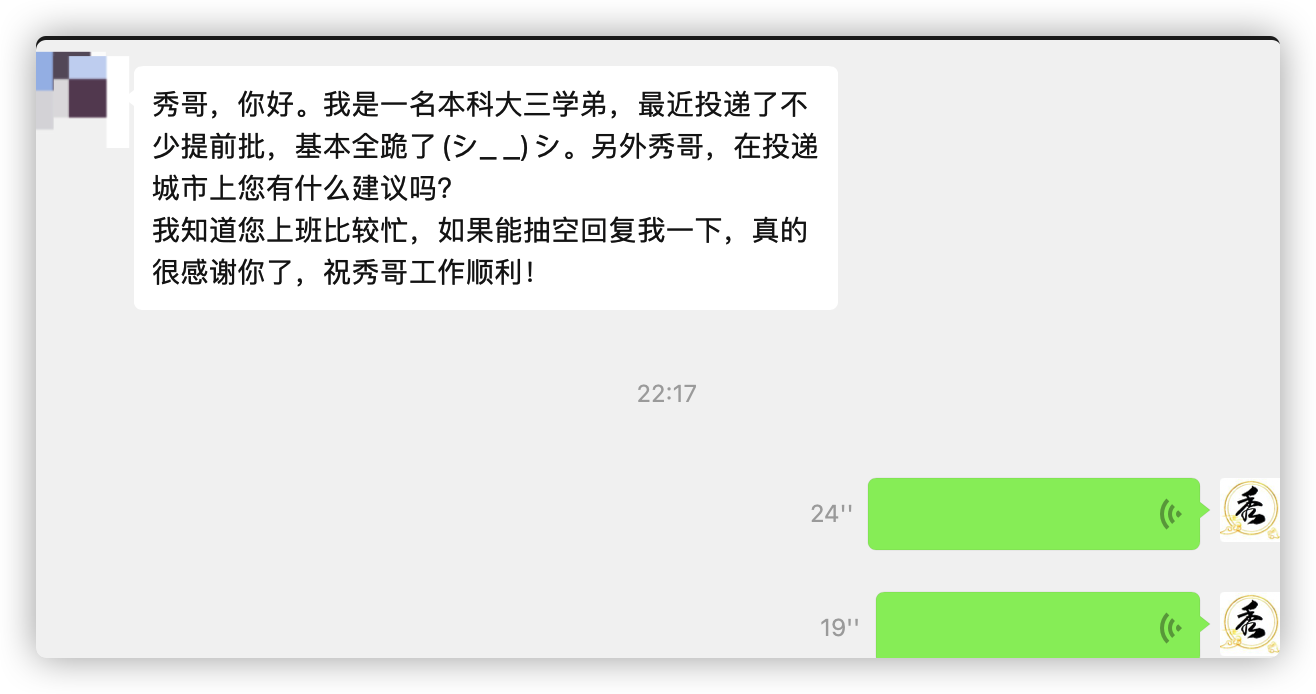 秀哥，你好。我是一名本科大三学弟，最近投递了不
少提前批，基本全跪了(シ_ _)シ。另外秀哥，在投递
城市上您有什么建议吗？
我知道您上班比较忙，如果能抽空回复我一下，真的
很感谢你了，祝秀哥工作顺利！
22:17
24''
秀
19''
秀